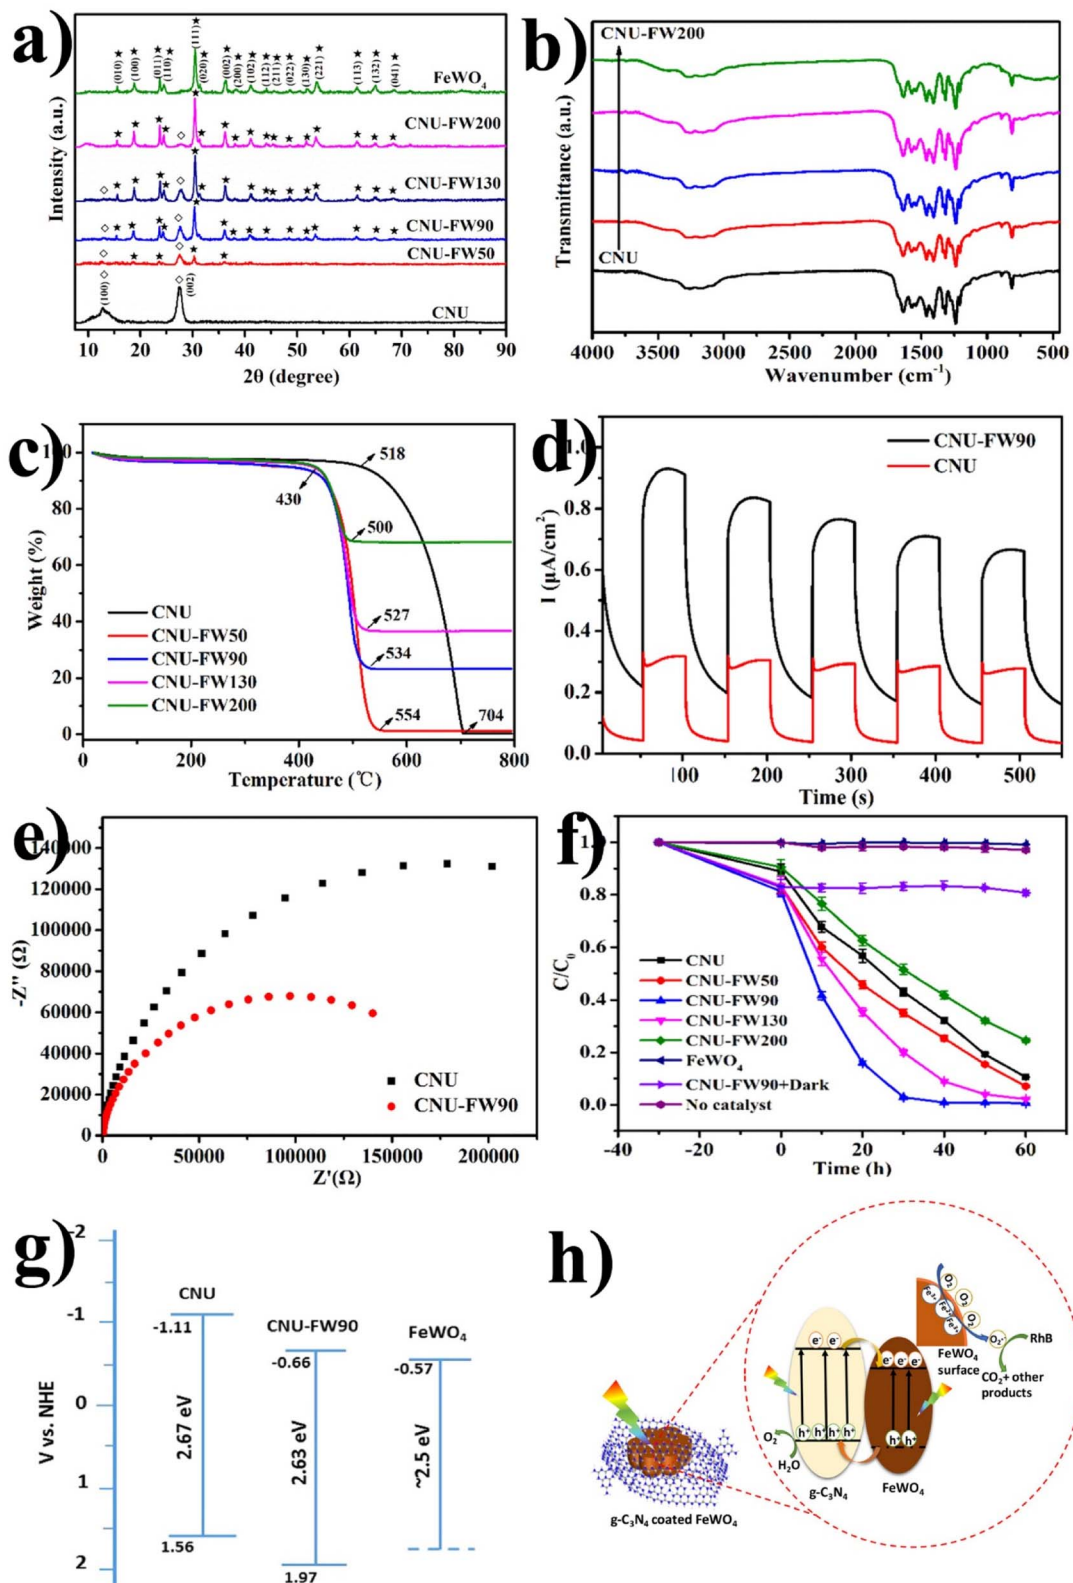 a)
(010)★
(100)★
(011)★
(110)★
(111)★
(020)★
(002)★
(200)★
(102)★
(112)★
(211)★
(022)★
(130)★
(221)★
(113)★
(132)★
(041)★
FeWO4
CNU-FW200
CNU-FW130
CNU-FW90
CNU-FW50
CNU
(100)
(002)
Intensity (a.u.)
10 20 30 40 50 60 70 80 90
2θ (degree)
b)
CNU-FW200
CNU
Transmittance (a.u.)
4000 3500 3000 2500 2000 1500 1000 500
Wavenumber (cm-1)
c)
100
80
60
40
20
0
Weight (%)
518
430
500
527
534
554
704
CNU
CNU-FW50
CNU-FW90
CNU-FW130
CNU-FW200
0 200 400 600 800
Temperature (℃)
d)
1.0
0.8
0.6
0.4
0.2
0.0
I (μA/cm2)
CNU-FW90
CNU
100 200 300 400 500
Time (s)
e)
140000
120000
100000
80000
60000
40000
20000
0
-Z'' (Ω)
CNU
CNU-FW90
0 50000 100000 150000 200000
Z'(Ω)
f)
1.0
0.8
0.6
0.4
0.2
0.0
C/C0
CNU
CNU-FW50
CNU-FW90
CNU-FW130
CNU-FW200
FeWO4
CNU-FW90+Dark
No catalyst
-40 -20 0 20 40 60
Time (h)
g)
-2
-1
0
1
2
V vs. NHE
CNU
-1.11
2.67 eV
1.56
CNU-FW90
-0.66
2.63 eV
1.97
FeWO4
-0.57
~2.5 eV
h)
O2
O2
O2
O2
Fe3+
Fe2+
Fe3+
O2•-
RhB
FeWO4
surface
CO2+ other
products
e- e-
e- e- e-
h+ h+ h+ h+
h+ h+
O2
H2O
g-C3N4
FeWO4
g-C3N4 coated FeWO4